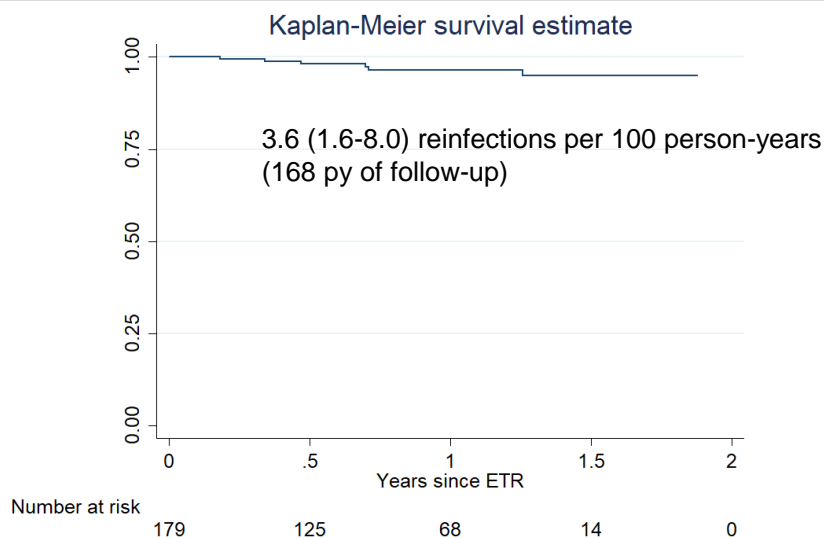 Kaplan-Meier survival estimate
1.00
0.75
0.50
0.25
0.00
3.6 (1.6-8.0) reinfections per 100 person-years
(168 py of follow-up)
0 .5 1 1.5 2
Years since ETR
Number at risk
179 125 68 14 0